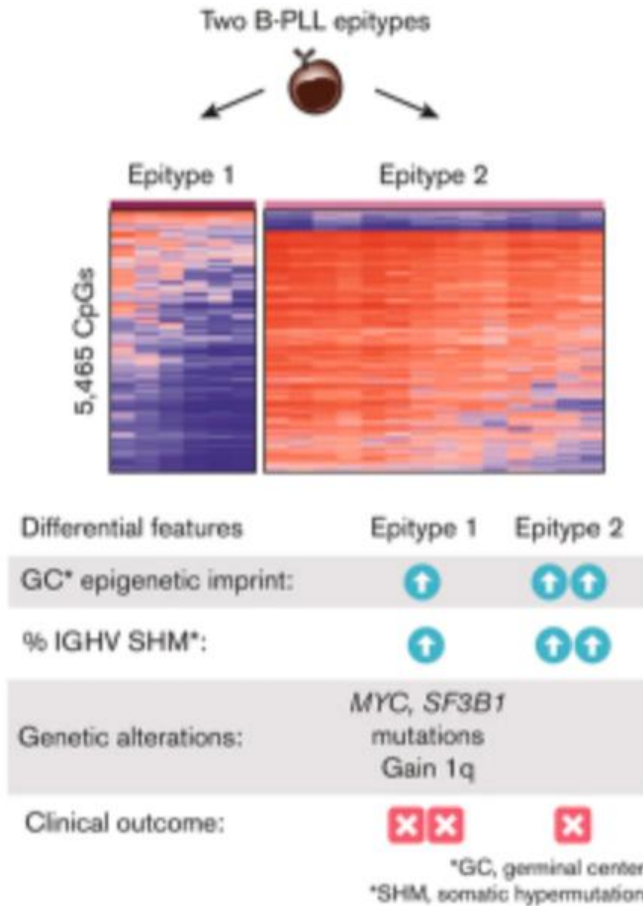 Two B-PLL epitypes
Epitype 1 Epitype 2
5,465 CpGs
Differential features Epitype 1 Epitype 2
GC* epigenetic imprint:
% IGHV SHM*:
MYC, SF3B1
mutations
Genetic alterations:
Gain 1q
Clinical outcome:
*GC, germinal center
*SHM, somatic hypermutation